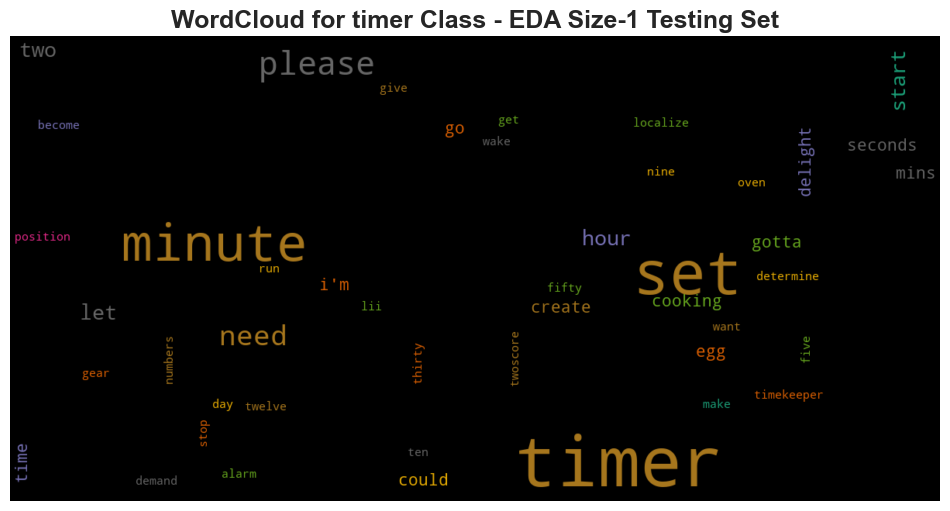 WordCloud for timer Class - EDA Size-1 Testing Set
two
please
start
give
become
go
get
localize
wake
delight
seconds
nine
oven
mins
position
minute
hour
gotta
run
set
determine
i'm
fifty
cooking
let
lii
create
want
need
numbers
thirty
twoscore
egg
five
gear
timekeeper
day
twelve
make
stop
time
ten
timer
demand
alarm
could